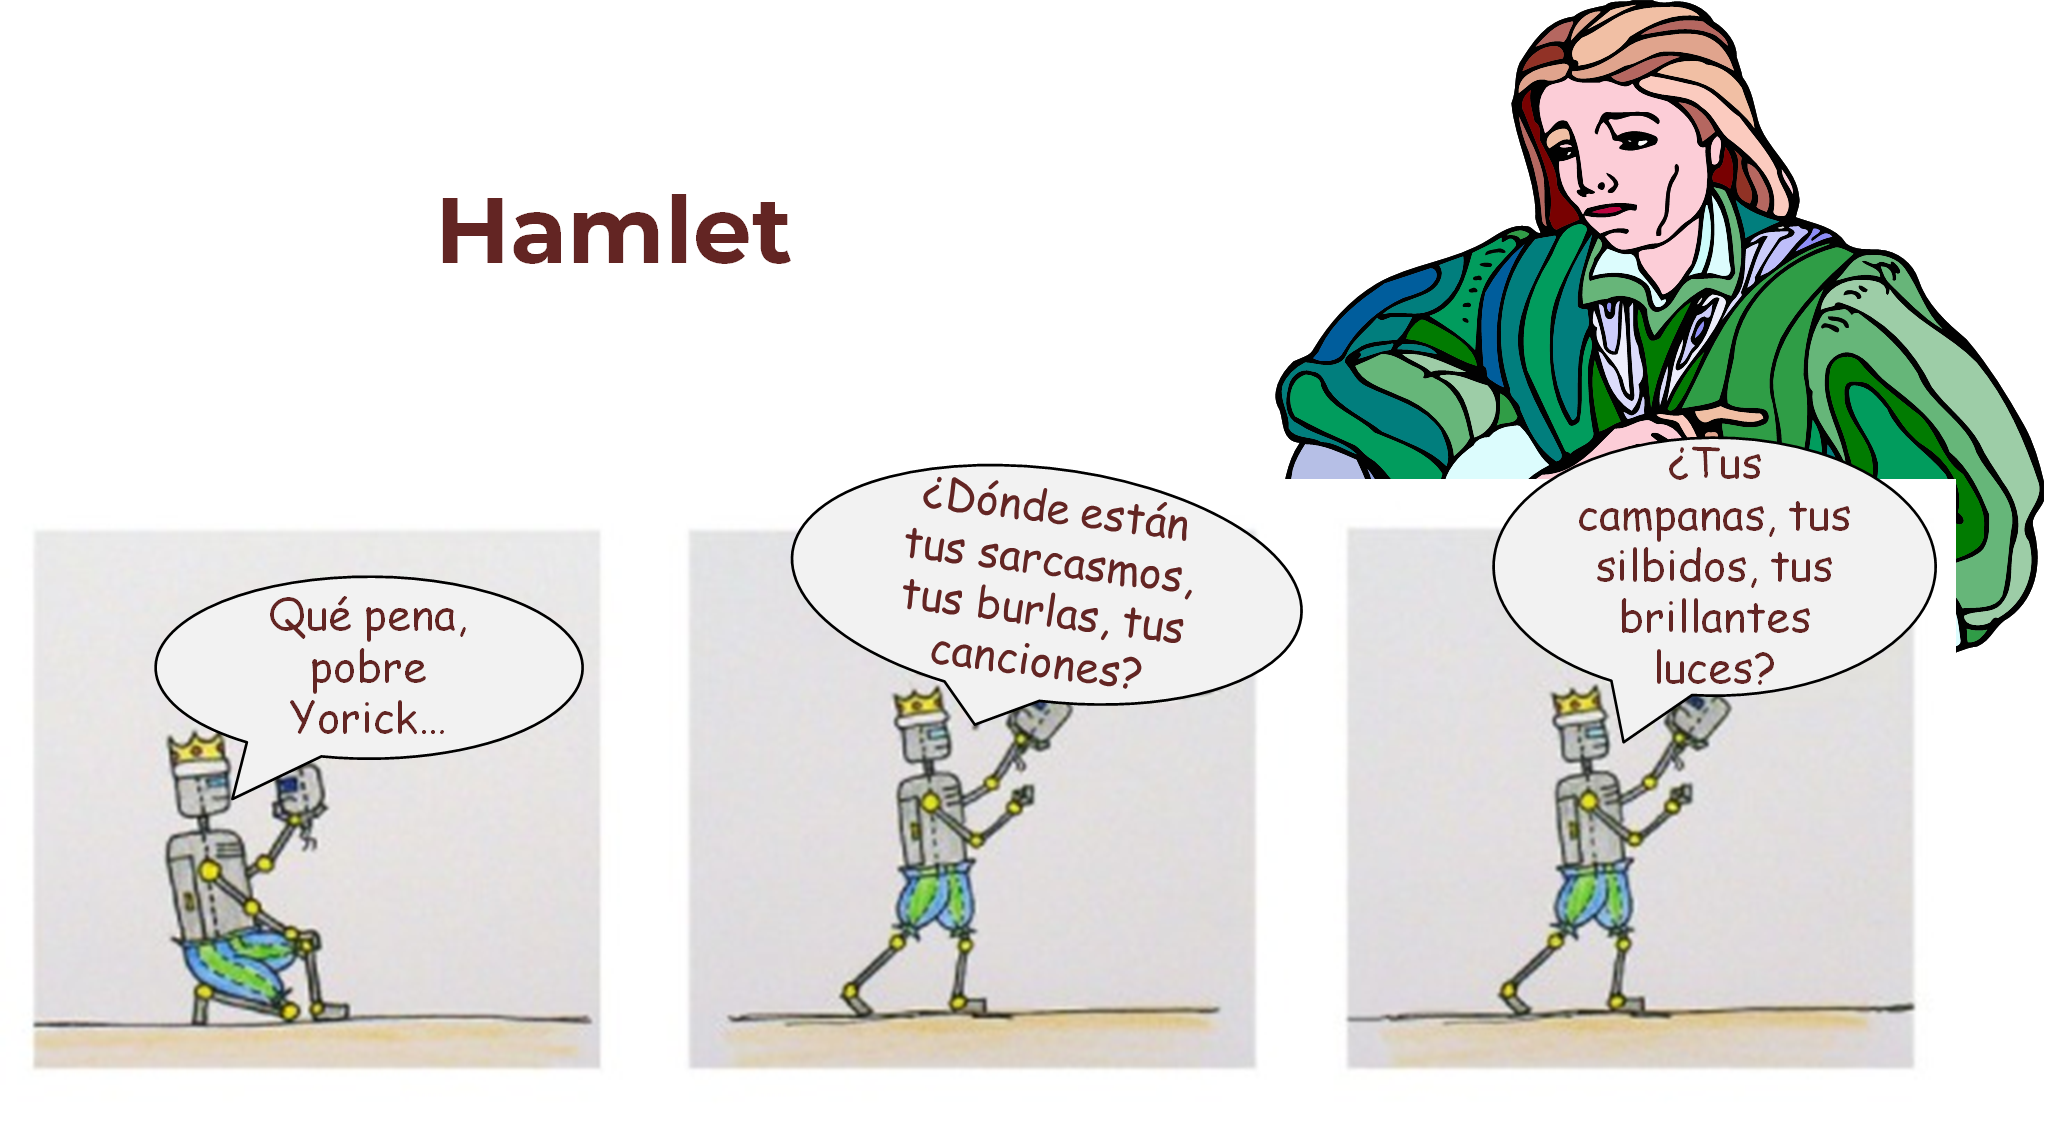 Hamlet
Qué pena,
pobre
Yorick...
¿Dónde están
tus sarcasmos,
tus burlas, tus
canciones?
¿Tus
campanas, tus
silbidos, tus
brillantes
luces?